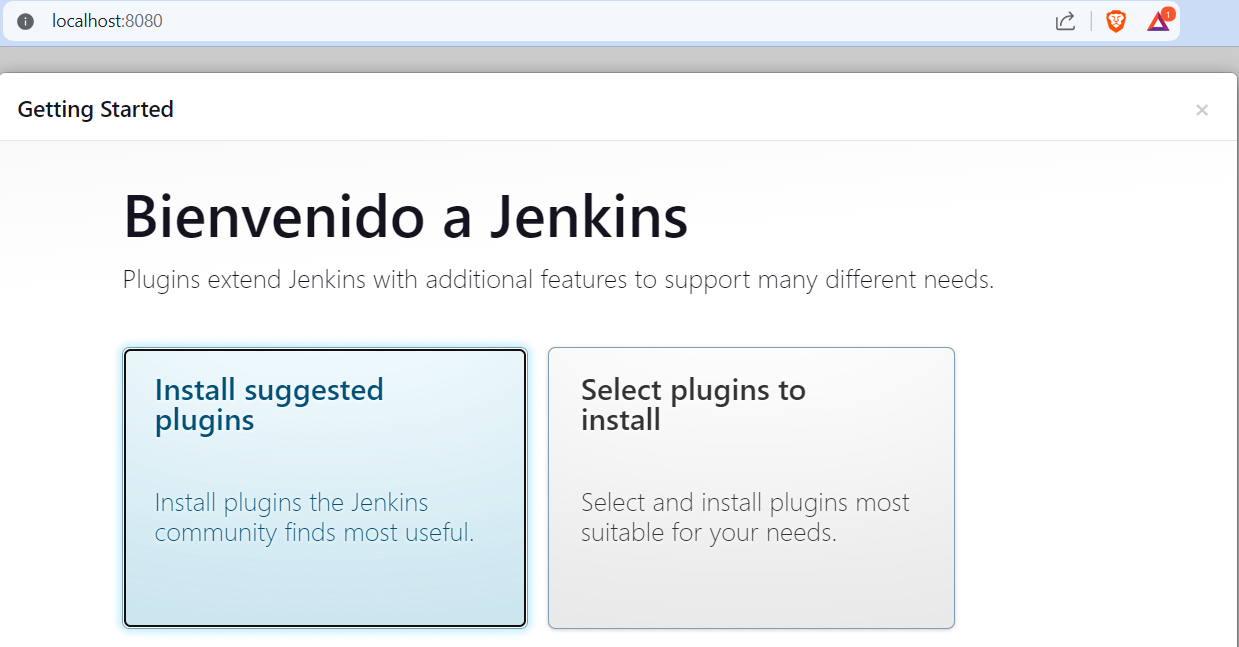 localhost:8080
1
Getting Started
×
Bienvenido a Jenkins
Plugins extend Jenkins with additional features to support many different needs.
Install suggested
plugins
Install plugins the Jenkins
community finds most useful.
Select plugins to
install
Select and install plugins most
suitable for your needs.